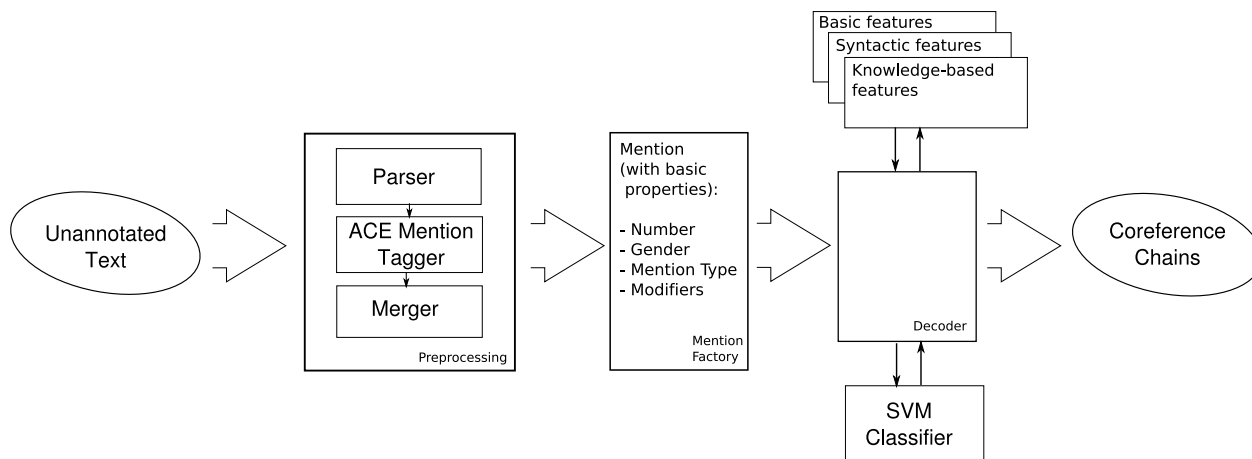 Unannotated
Text
Parser
ACE Mention
Tagger
Merger
Preprocessing
Mention
(with basic
properties):
- Number
- Gender
- Mention Type
- Modifiers
Mention
Factory
Basic features
Syntactic features
Knowledge-based
features
Decoder
SVM
Classifier
Coreference
Chains